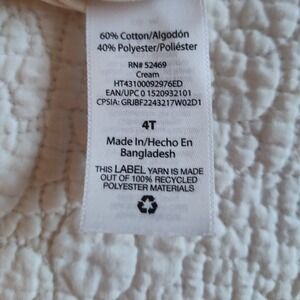 60% Cotton/Algodón
40% Polyester/Poliéster
RN# 52469
Cream
HT43100092976ED
EAN/UPC 0 1520932101
CPSIA: GRJBF2243217W02D1
4T
Made In/Hecho En
Bangladesh
THIS LABEL YARN IS MADE
OUT OF 100% RECYCLED
POLYESTER MATERIALS